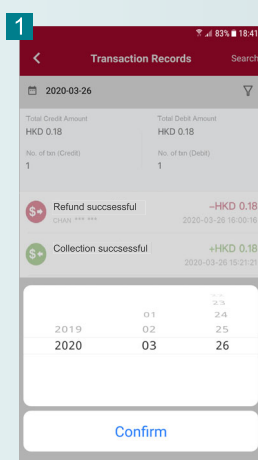 1
83% 18:41
Transaction Records Search
2020-03-26
Total Credit Amount Total Debit Amount
HKD 0.18 HKD 0.18
No. of txn (Credit) No. of txn (Debit)
1 1
Refund succsessful −HKD 0.18
CHAN *** *** 2020-03-26 16:00:16
Collection succsessful +HKD 0.18
2020-03-26 15:21:21
23
01 24
2019 02 25
2020 03 26
Confirm